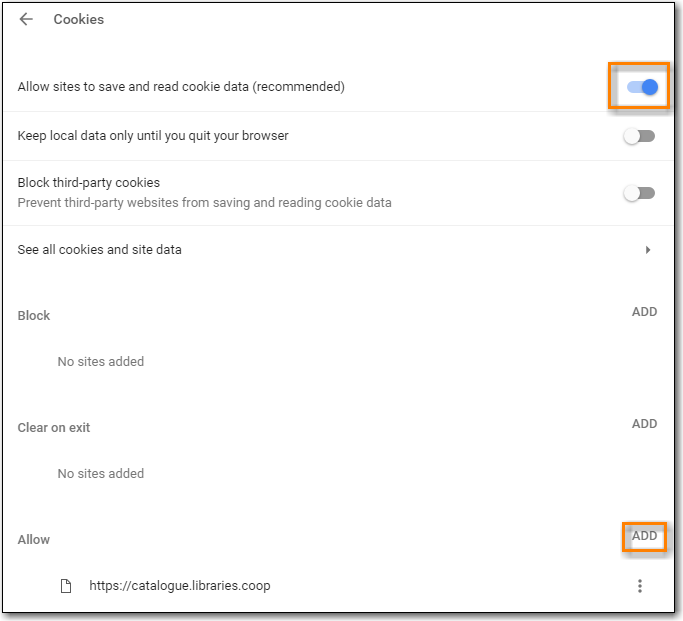 Cookies
Allow sites to save and read cookie data (recommended)
Keep local data only until you quit your browser
Block third-party cookies
Prevent third-party websites from saving and reading cookie data
See all cookies and site data
Block ADD
No sites added
Clear on exit ADD
No sites added
Allow ADD
https://catalogue.libraries.coop